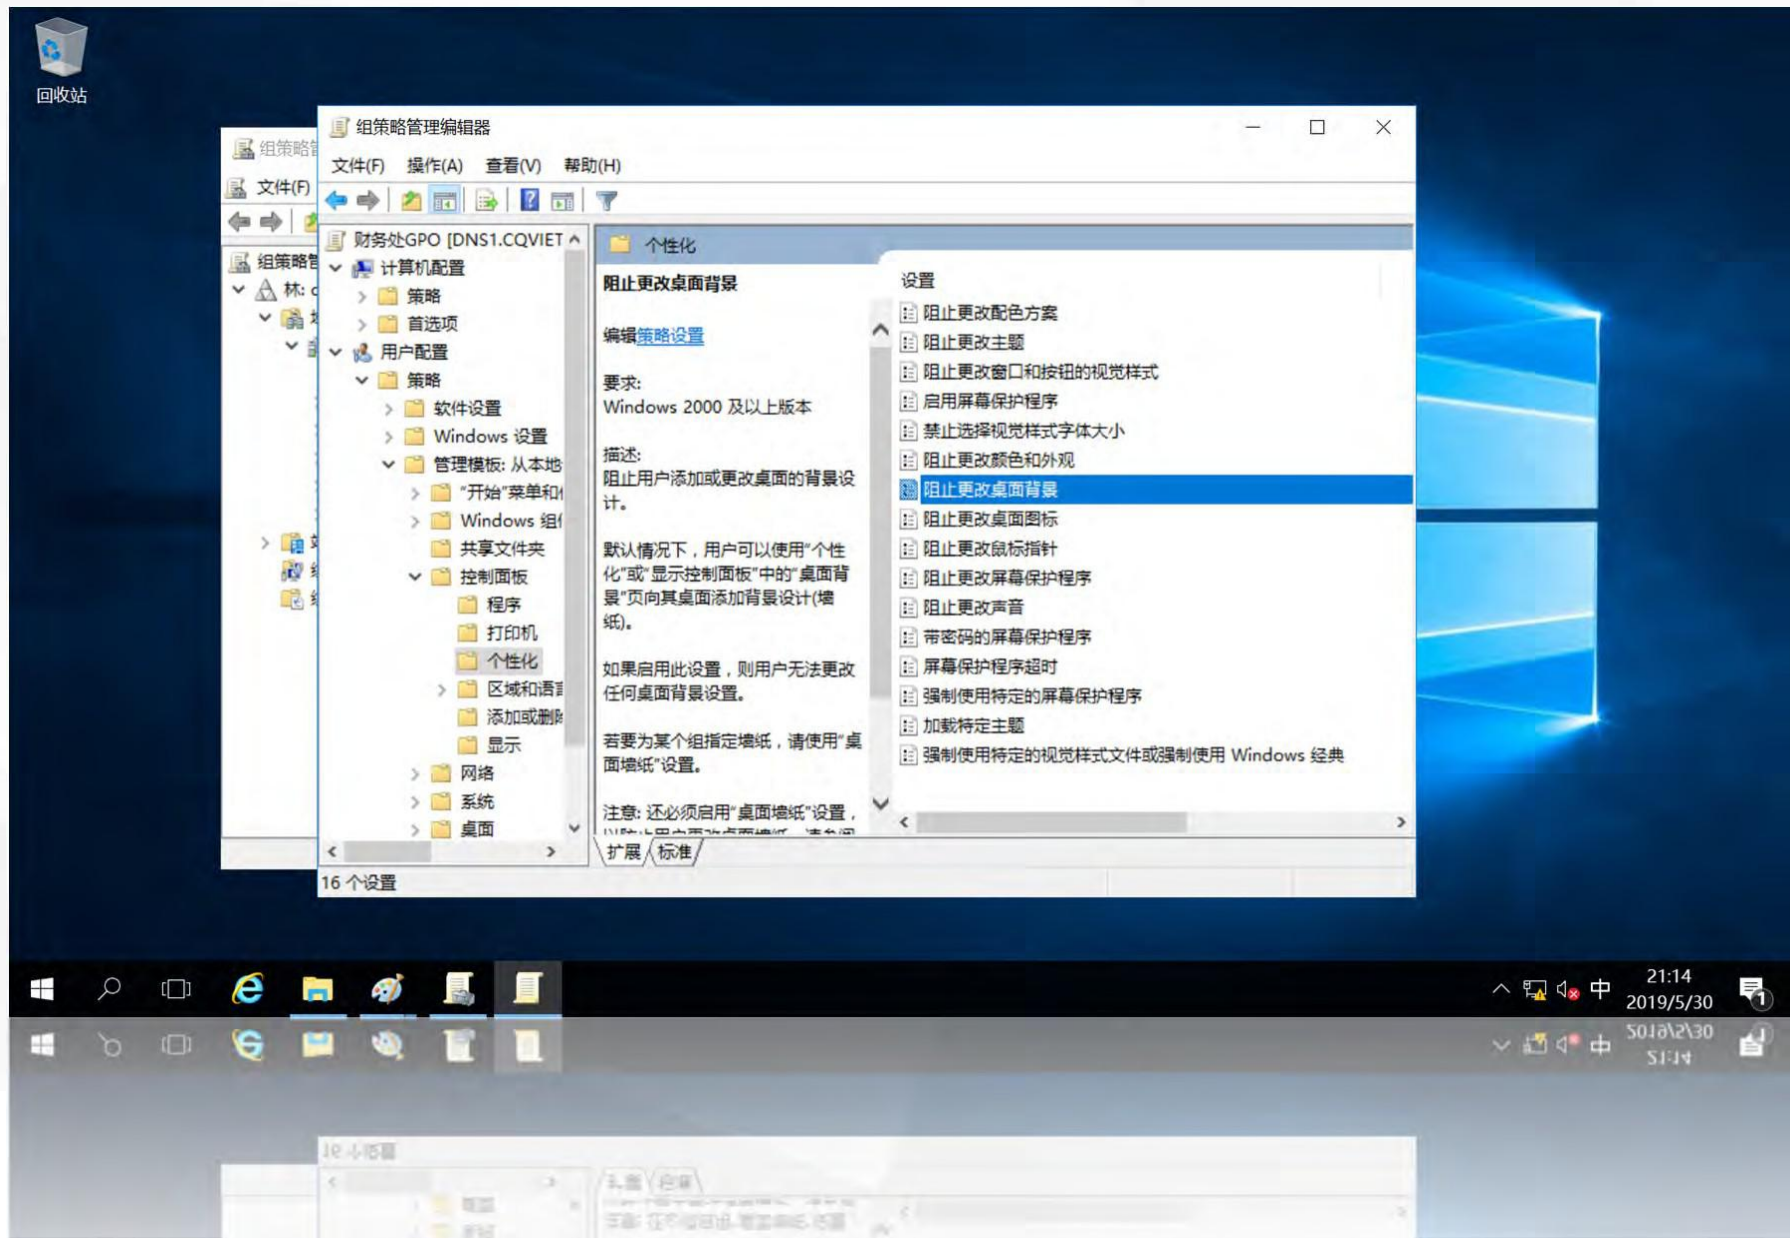 回收站
组策略管
文件(F)
组策略管
林: c
组策略管理编辑器
文件(F) 操作(A) 查看(V) 帮助(H)
财务处GPO [DNS1.CQVIET
计算机配置
策略
首选项
用户配置
策略
软件设置
Windows 设置
管理模板: 从本地
"开始"菜单和
Windows 组
共享文件夹
控制面板
程序
打印机
个性化
区域和语言
添加或删除
显示
网络
系统
桌面
个性化
阻止更改桌面背景
编辑策略设置
要求:
Windows 2000 及以上版本
描述:
阻止用户添加或更改桌面的背景设
计。
默认情况下，用户可以使用"个性
化"或"显示控制面板"中的"桌面背
景"页向其桌面添加背景设计(墙
纸)。
如果启用此设置，则用户无法更改
任何桌面背景设置。
若要为某个组指定墙纸，请使用"桌
面墙纸"设置。
注意: 还必须启用"桌面墙纸"设置，
设置
阻止更改配色方案
阻止更改主题
阻止更改窗口和按钮的视觉样式
启用屏幕保护程序
禁止选择视觉样式字体大小
阻止更改颜色和外观
阻止更改桌面背景
阻止更改桌面图标
阻止更改鼠标指针
阻止更改屏幕保护程序
阻止更改声音
带密码的屏幕保护程序
屏幕保护程序超时
强制使用特定的屏幕保护程序
加载特定主题
强制使用特定的视觉样式文件或强制使用 Windows 经典
扩展 标准
16 个设置
中
21:14
2019/5/30
1